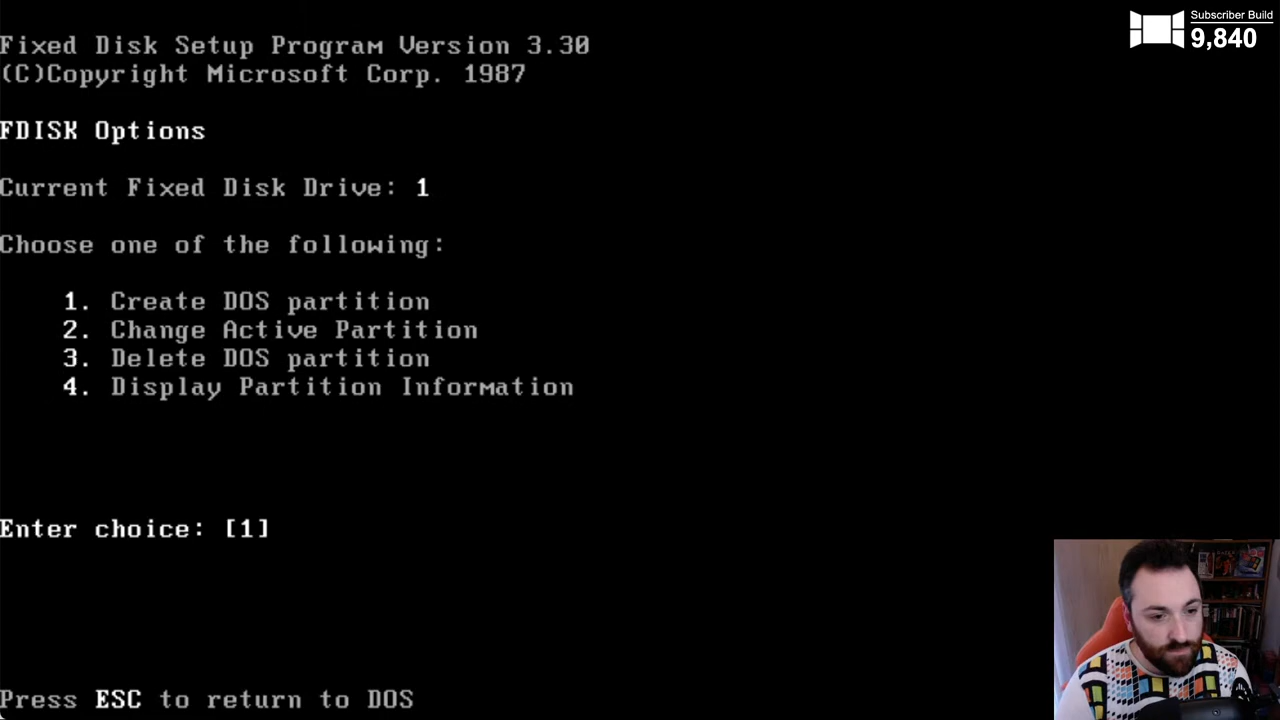 Fixed Disk Setup Program Version 3.30
(C)Copyright Microsoft Corp. 1987
FDISK Options
Current Fixed Disk Drive: 1
Choose one of the following:
1. Create DOS partition
2. Change Active Partition
3. Delete DOS partition
4. Display Partition Information
Enter choice: [1]
Press ESC to return to DOS
Subscriber Build
9,840